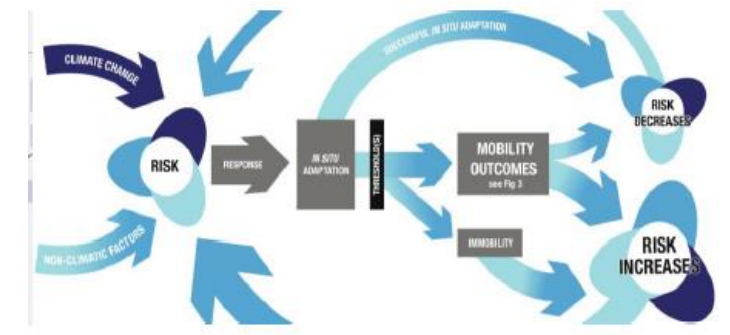 CLIMATE CHANGE
SUCCESSFUL IN SITU ADAPTATION
RISK
DECREASES
RISK
RESPONSE
IN SITU
ADAPTATION
THRESHOLD(S)
MOBILITY
OUTCOMES
see Fig 3
IMMOBILITY
NON-CLIMATIC FACTORS
RISK
INCREASES